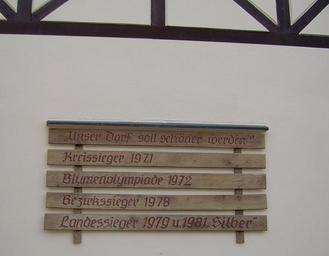 „Unser Dorf soll schöner werden“
Kreissieger 1971
Blumenolympiade 1972
Bezirkssieger 1978
Landessieger 1979 u. 1981 „Silber“